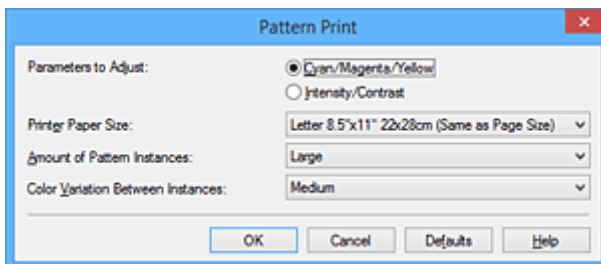 Pattern Print
Parameters to Adjust:
Cyan/Magenta/Yellow
Intensity/Contrast
Printer Paper Size:
Letter 8.5"x11" 22x28cm (Same as Page Size)
Amount of Pattern Instances:
Large
Color Variation Between Instances:
Medium
OK Cancel Defaults Help